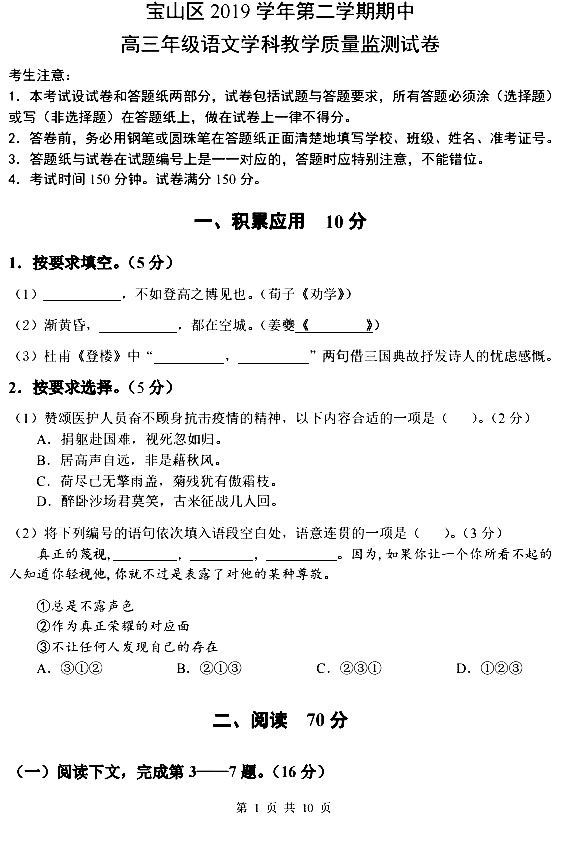 宝山区 2019 学年第二学期期中
高三年级语文学科教学质量监测试卷
考生注意：
1．本考试设试卷和答题纸两部分，试卷包括试题与答题要求，所有答题必须涂（选择题）
或写（非选择题）在答题纸上，做在试卷上一律不得分。
2．答卷前，务必用钢笔或圆珠笔在答题纸正面清楚地填写学校、班级、姓名、准考证号。
3．答题纸与试卷在试题编号上是一一对应的，答题时应特别注意，不能错位。
4．考试时间 150 分钟。试卷满分 150 分。
一、积累应用 10 分
1．按要求填空。（5 分）
（1）____________，不如登高之博见也。（荀子《劝学》）
（2）渐黄昏，____________，都在空城。（姜夔《________》）
（3）杜甫《登楼》中“___________，___________”两句借三国典故抒发诗人的忧虑感慨。
2．按要求选择。（5 分）
（1）赞颂医护人员奋不顾身抗击疫情的精神，以下内容合适的一项是（ ）。（2 分）
A．捐躯赴国难，视死忽如归。
B．居高声自远，非是藉秋风。
C．荷尽已无擎雨盖，菊残犹有傲霜枝。
D．醉卧沙场君莫笑，古来征战几人回。
（2）将下列编号的语句依次填入语段空白处，语意连贯的一项是（ ）。（3 分）
真正的蔑视，__________，__________，____________。因为，如果你让一个你所看不起的
人知道你轻视他，你就不过是表露了对他的某种尊敬。
①总是不露声色
②作为真正荣耀的对应面
③不让任何人发现自己的存在
A．③①② B．②①③ C．②③① D．①②③
二、阅读 70 分
（一）阅读下文，完成第 3——7 题。（16 分）
第 1 页 共 10 页